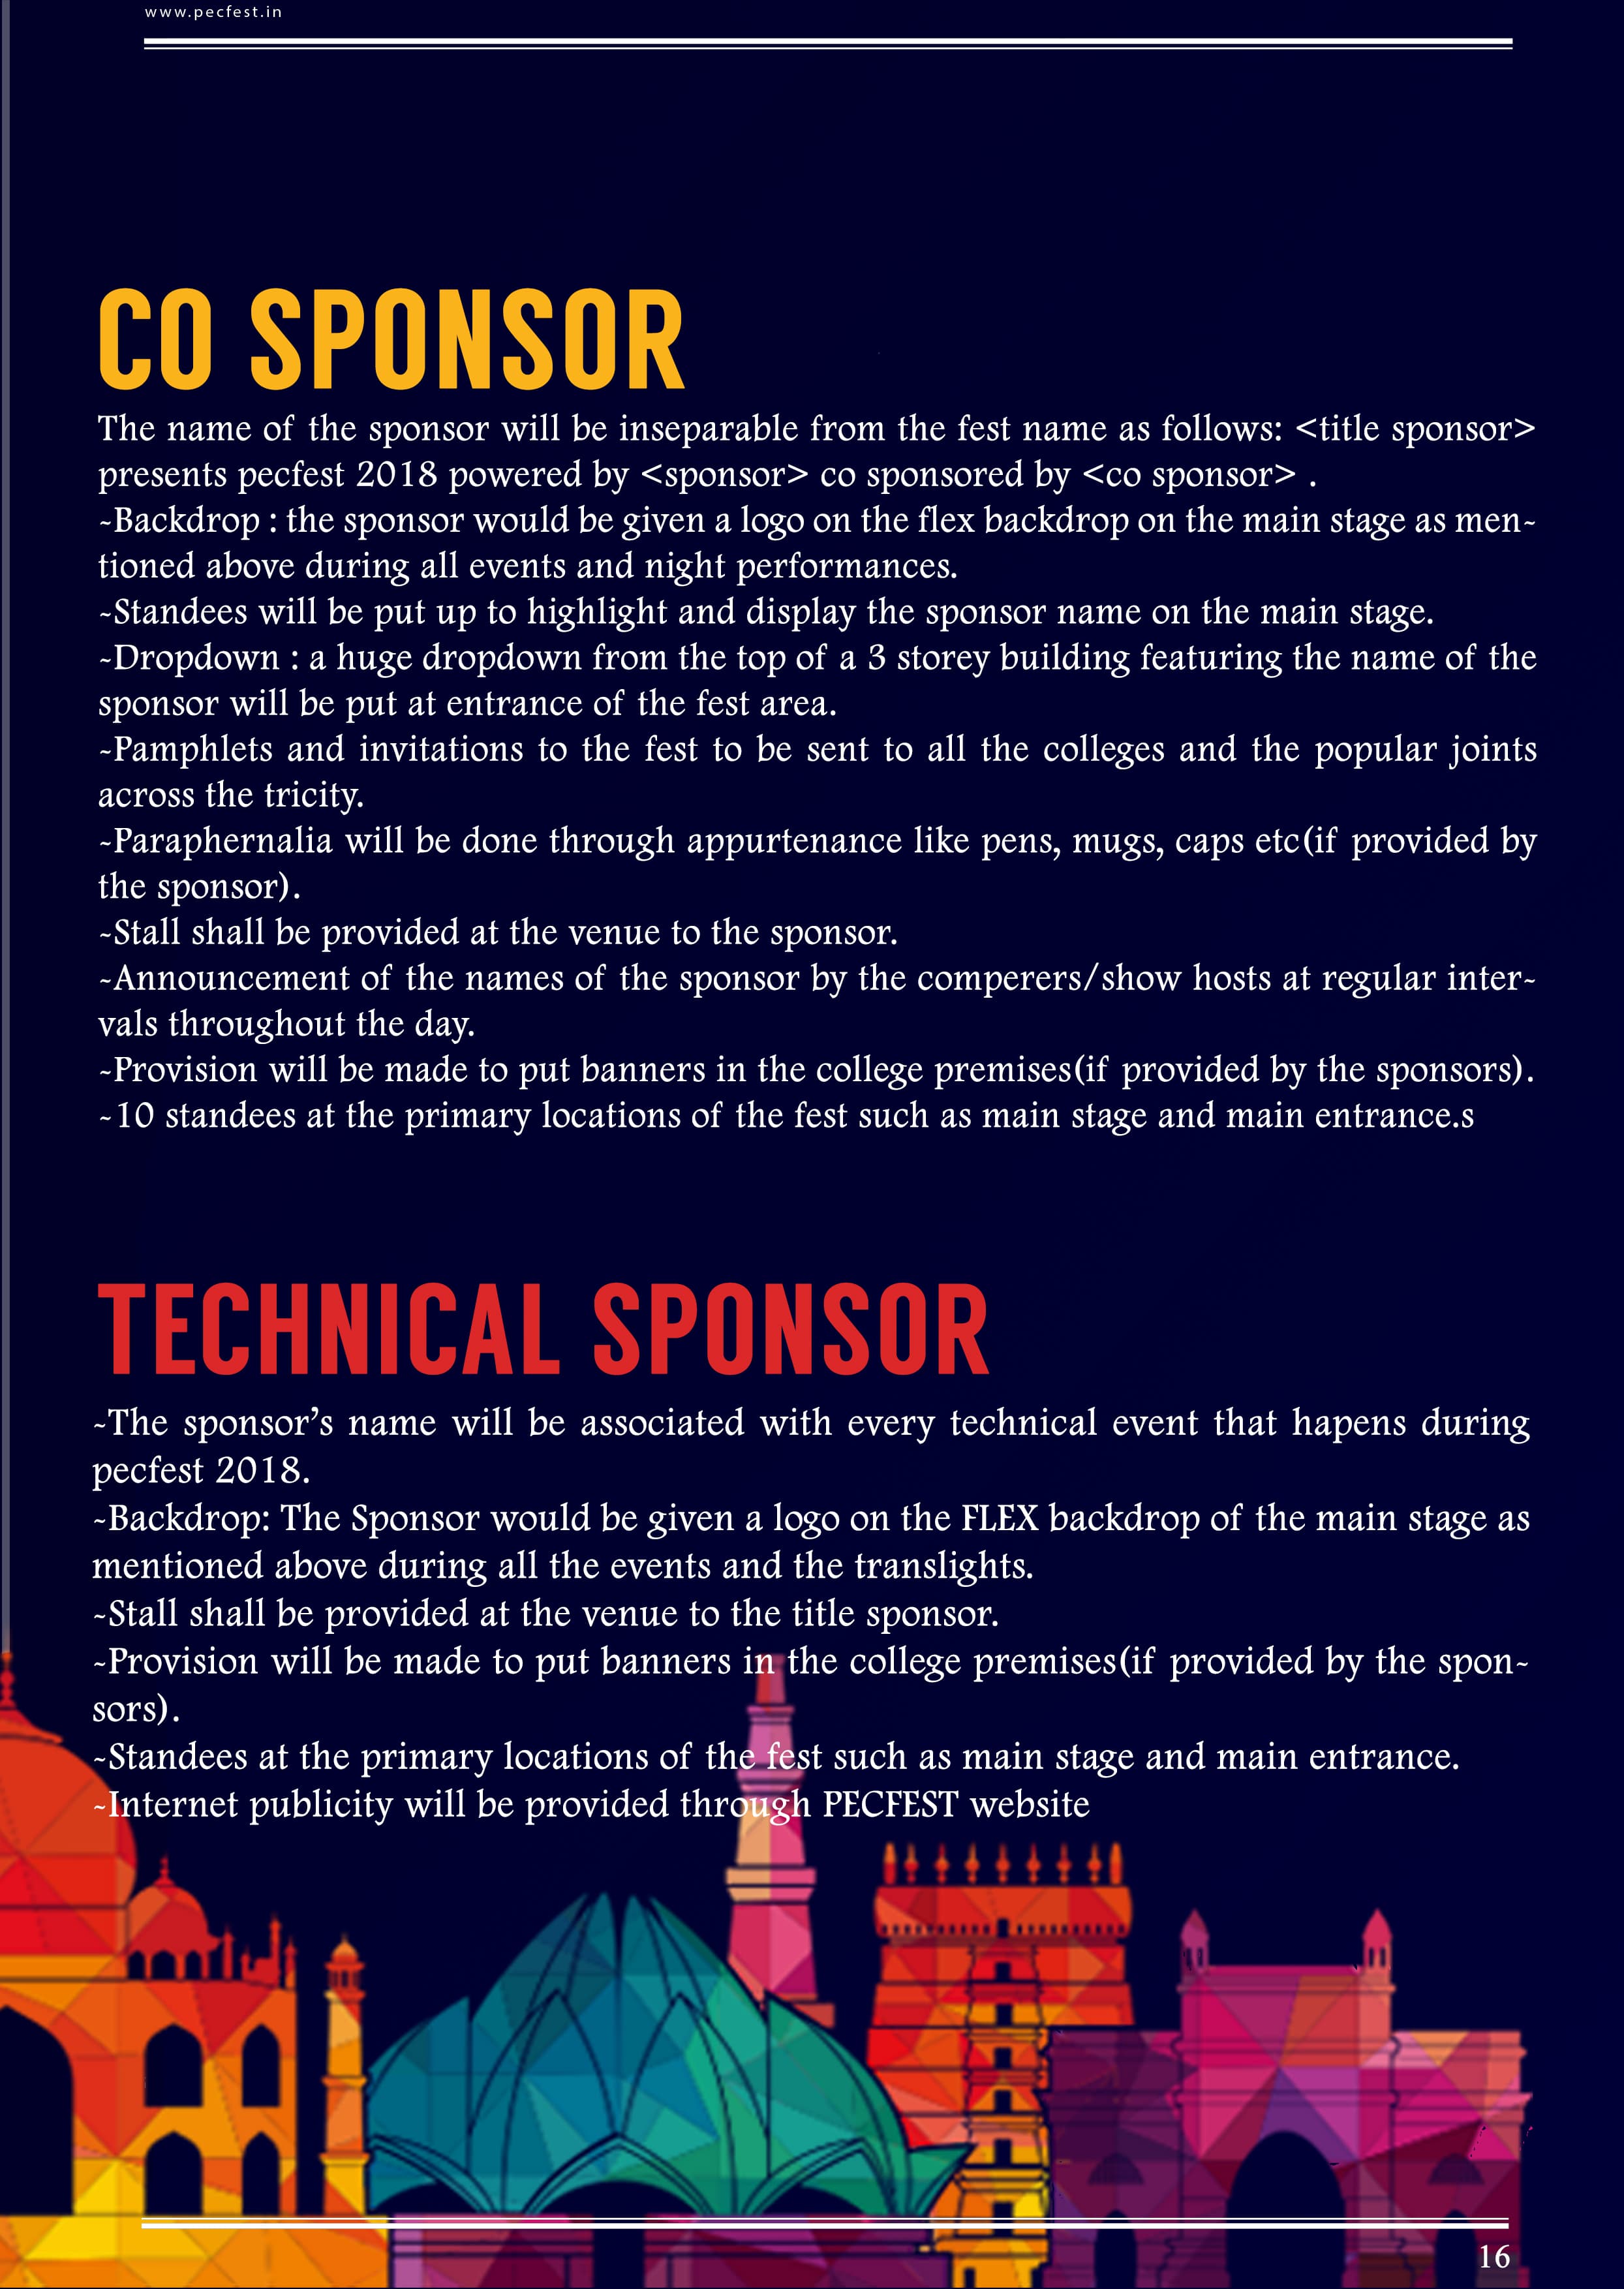 www.pecfest.in
CO SPONSOR
The name of the sponsor will be inseparable from the fest name as follows: <title sponsor>
presents pecfest 2018 powered by <sponsor> co sponsored by <co sponsor> .
~Backdrop : the sponsor would be given a logo on the flex backdrop on the main stage as men~
tioned above during all events and night performances.
~Standees will be put up to highlight and display the sponsor name on the main stage.
~Dropdown : a huge dropdown from the top of a 3 storey building featuring the name of the
sponsor will be put at entrance of the fest area.
~Pamphlets and invitations to the fest to be sent to all the colleges and the popular joints
across the tricity.
~Paraphernalia will be done through appurtenance like pens, mugs, caps etc(if provided by
the sponsor).
~Stall shall be provided at the venue to the sponsor.
~Announcement of the names of the sponsor by the comperers/show hosts at regular inter~
vals throughout the day.
~Provision will be made to put banners in the college premises(if provided by the sponsors).
~10 standees at the primary locations of the fest such as main stage and main entrance.s
TECHNICAL SPONSOR
~The sponsor’s name will be associated with every technical event that hapens during
pecfest 2018.
~Backdrop: The Sponsor would be given a logo on the FLEX backdrop of the main stage as
mentioned above during all the events and the translights.
~Stall shall be provided at the venue to the title sponsor.
~Provision will be made to put banners in the college premises(if provided by the spon~
sors).
~Standees at the primary locations of the fest such as main stage and main entrance.
~Internet publicity will be provided through PECFEST website
16